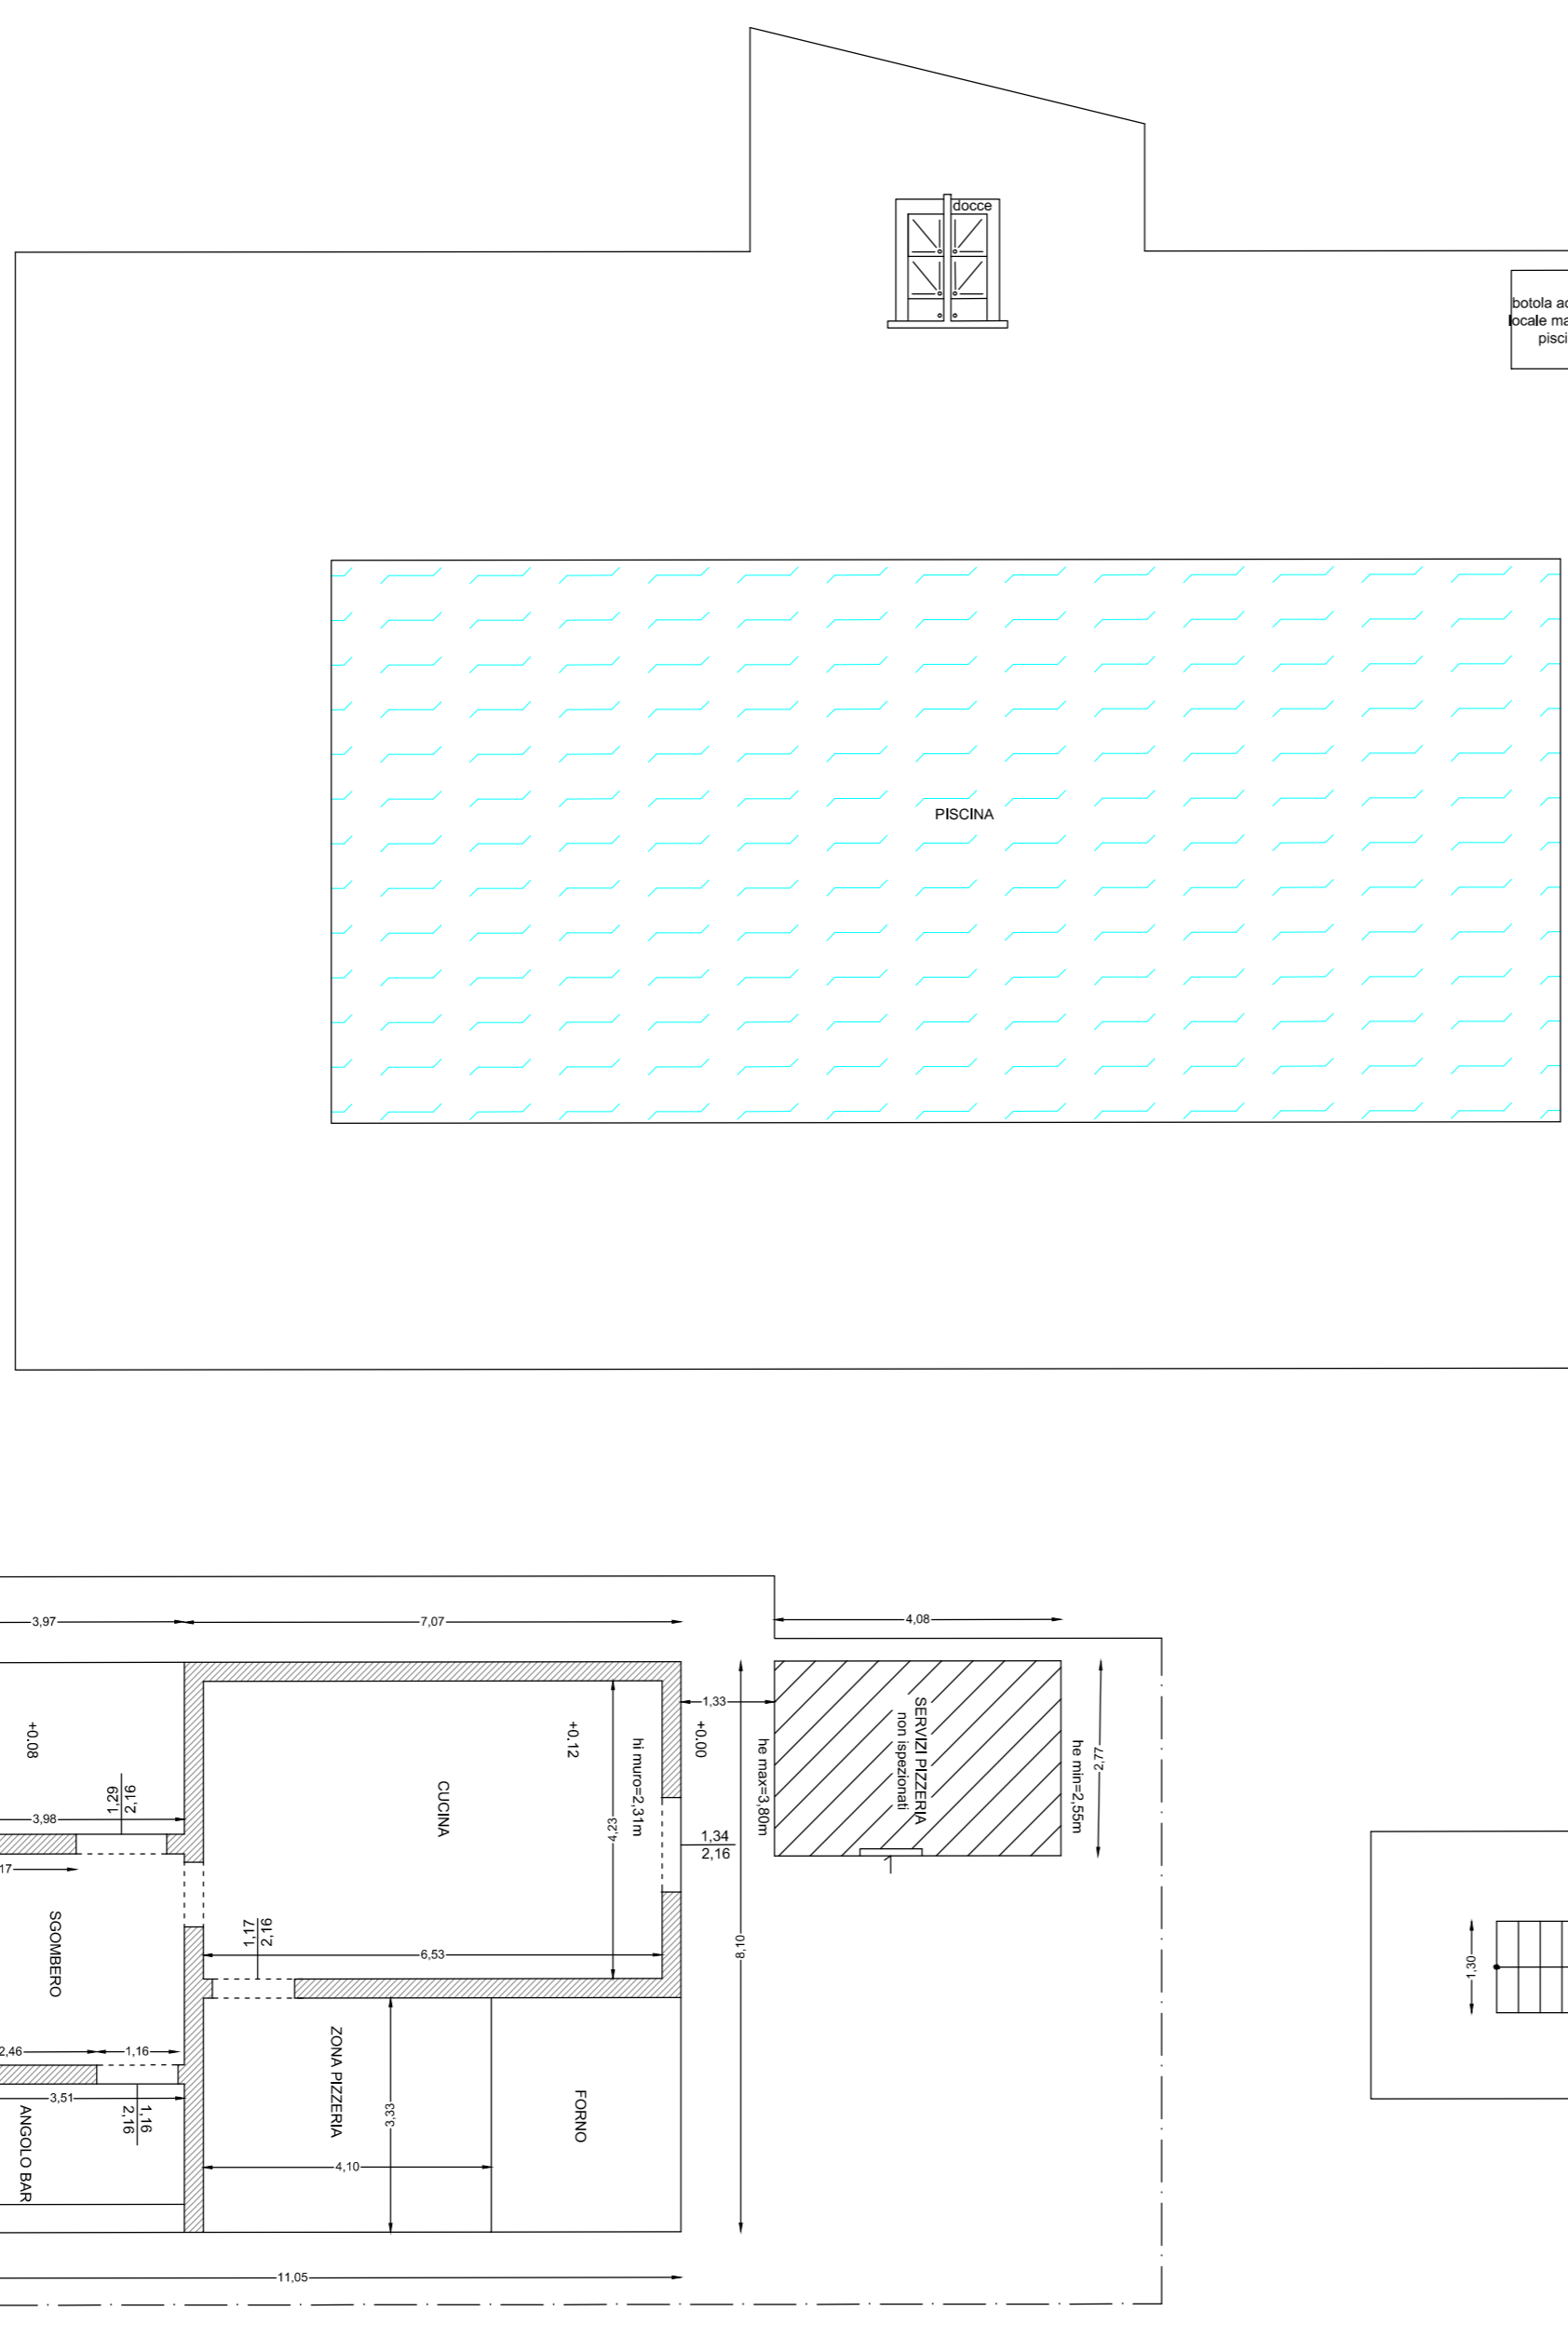 docce
botola ac
locale ma
pisci
PISCINA
3,97
7,07
4,08
1,33
+0.08
+0.12
+0.00
hi muro=2,31m
he max=3,80m
SERVIZI PIZZERIA
non ispezionati
he min=2,55m
2,77
1,29
2,16
3,98
CUCINA
4,23
1,34
2,16
17
SGOMBERO
1,17
2,16
6,53
8,10
1,30
2,46
1,16
3,51
1,16
2,16
ANGOLO BAR
ZONA PIZZERIA
3,33
FORNO
4,10
11,05